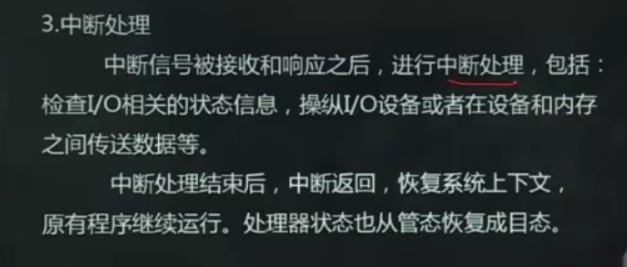 3.中断处理
中断信号被接收和响应之后，进行中断处理，包括：
检查I/O相关的状态信息，操纵I/O设备或者在设备和内存
之间传送数据等。
中断处理结束后，中断返回，恢复系统上下文，
原有程序继续运行。处理器状态也从管态恢复成目态。